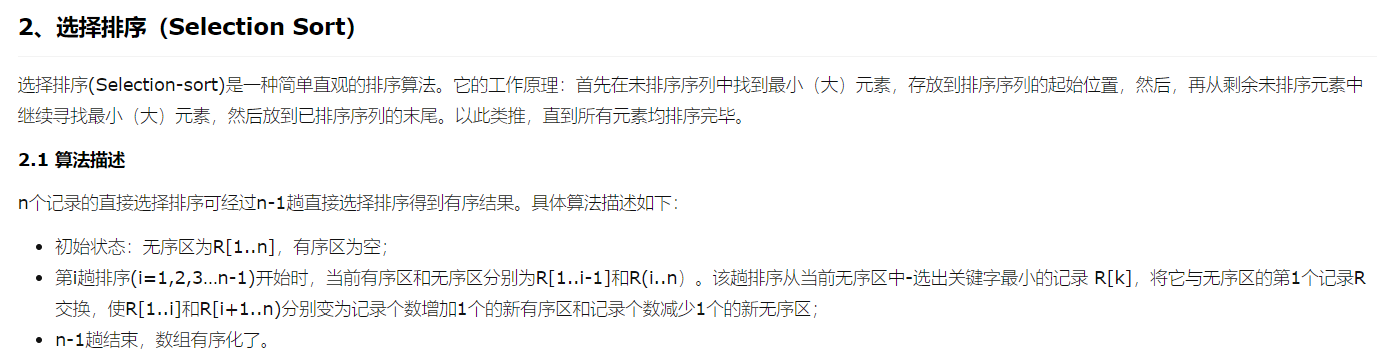 2、选择排序（Selection Sort）
选择排序(Selection-sort)是一种简单直观的排序算法。它的工作原理：首先在未排序序列中找到最小（大）元素，存放到排序序列的起始位置，然后，再从剩余未排序元素中
继续寻找最小（大）元素，然后放到已排序序列的末尾。以此类推，直到所有元素均排序完毕。
2.1 算法描述
n个记录的直接选择排序可经过n-1趟直接选择排序得到有序结果。具体算法描述如下：
• 初始状态：无序区为R[1..n]，有序区为空；
• 第i趟排序(i=1,2,3…n-1)开始时，当前有序区和无序区分别为R[1..i-1]和R(i..n）。该趟排序从当前无序区中-选出关键字最小的记录 R[k]，将它与无序区的第1个记录R
交换，使R[1..i]和R[i+1..n)分别变为记录个数增加1个的新有序区和记录个数减少1个的新无序区；
• n-1趟结束，数组有序化了。